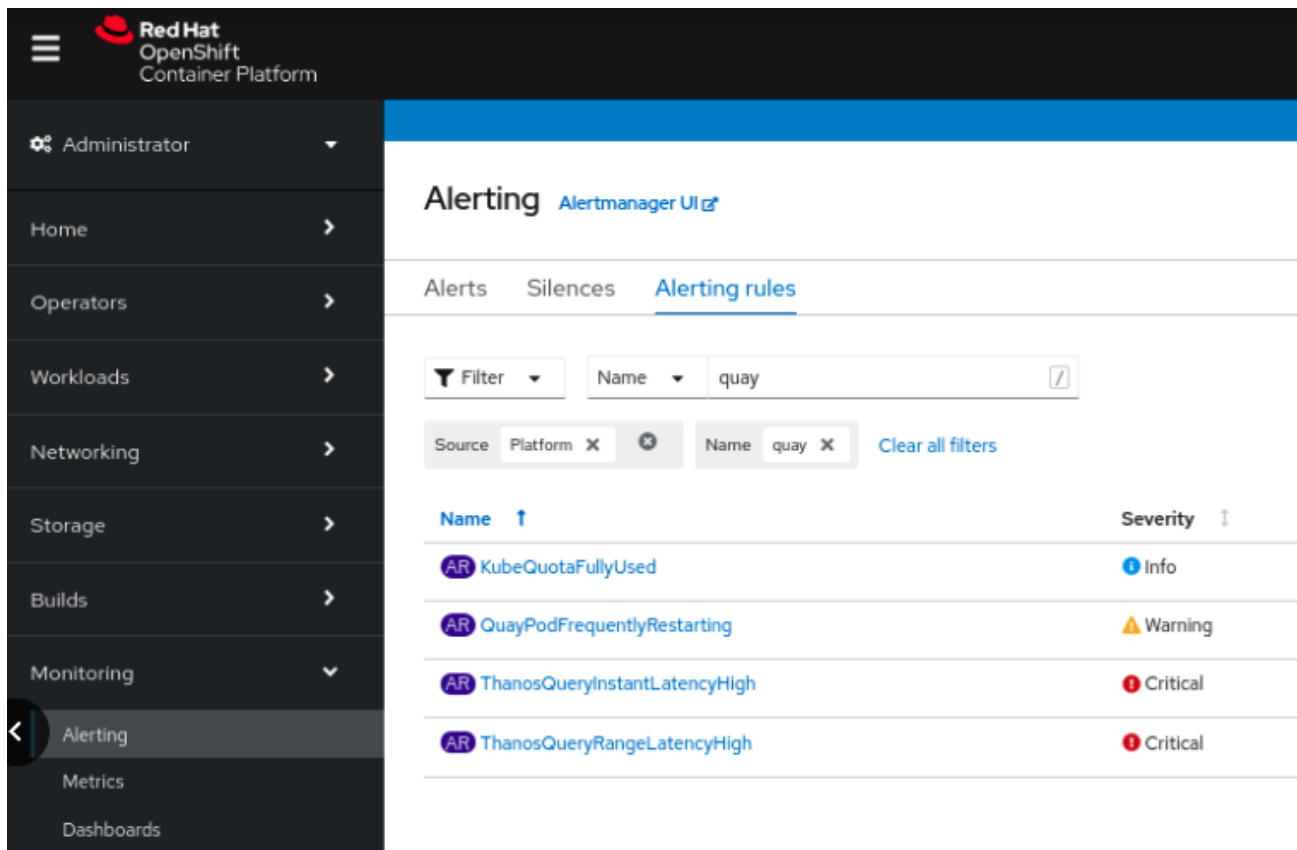 Red Hat
OpenShift
Container Platform
Administrator
Home
Operators
Workloads
Networking
Storage
Builds
Monitoring
Alerting
Metrics
Dashboards
Alerting Alertmanager UI
Alerts Silences Alerting rules
Filter Name quay /
Source Platform Name quay Clear all filters
Name Severity
AR KubeQuotaFullyUsed Info
AR QuayPodFrequentlyRestarting Warning
AR ThanosQueryInstantLatencyHigh Critical
AR ThanosQueryRangeLatencyHigh Critical